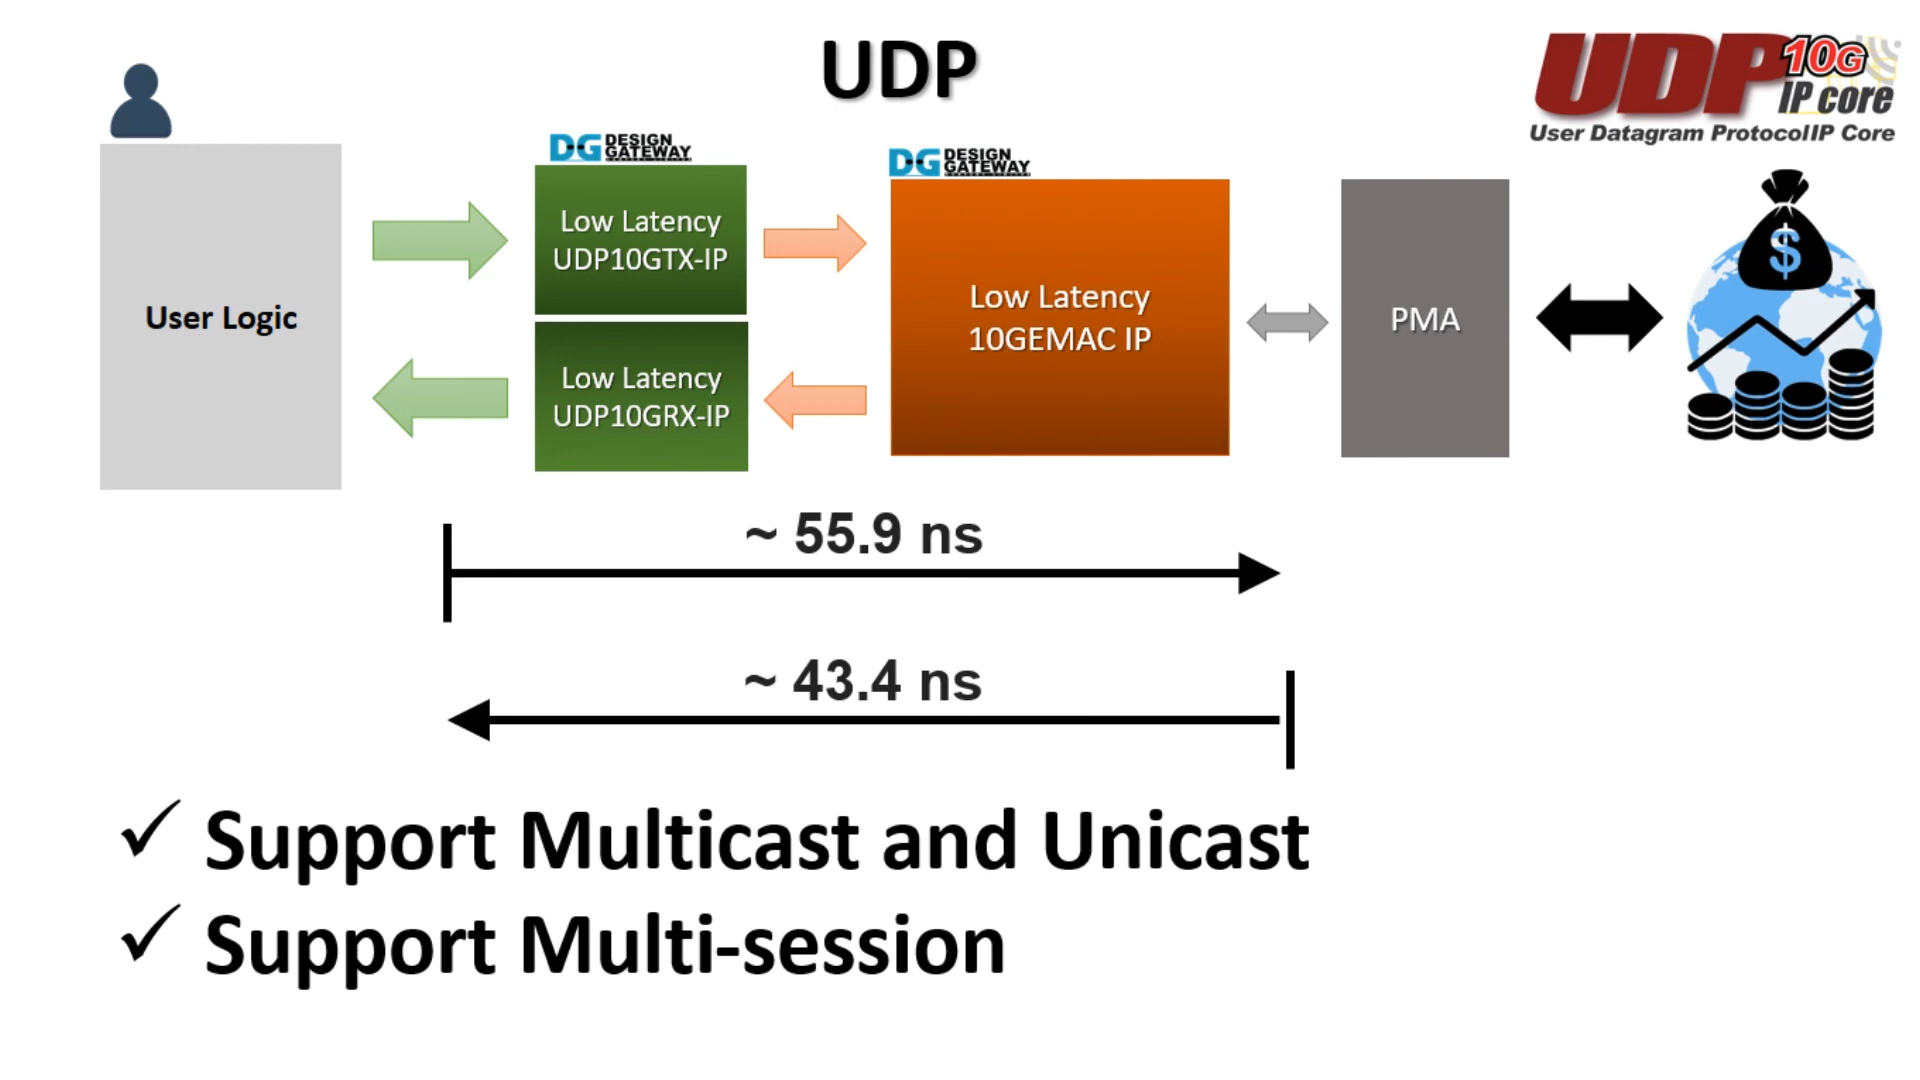 UDP
UDP 10G
IP core
User Datagram ProtocolIP Core
DG DESIGN
GATEWAY
DG DESIGN
GATEWAY
User Logic
Low Latency
UDP10GTX-IP
Low Latency
UDP10GRX-IP
Low Latency
10GEMAC IP
PMA
$
~ 55.9 ns
~ 43.4 ns
✓ Support Multicast and Unicast
✓ Support Multi-session